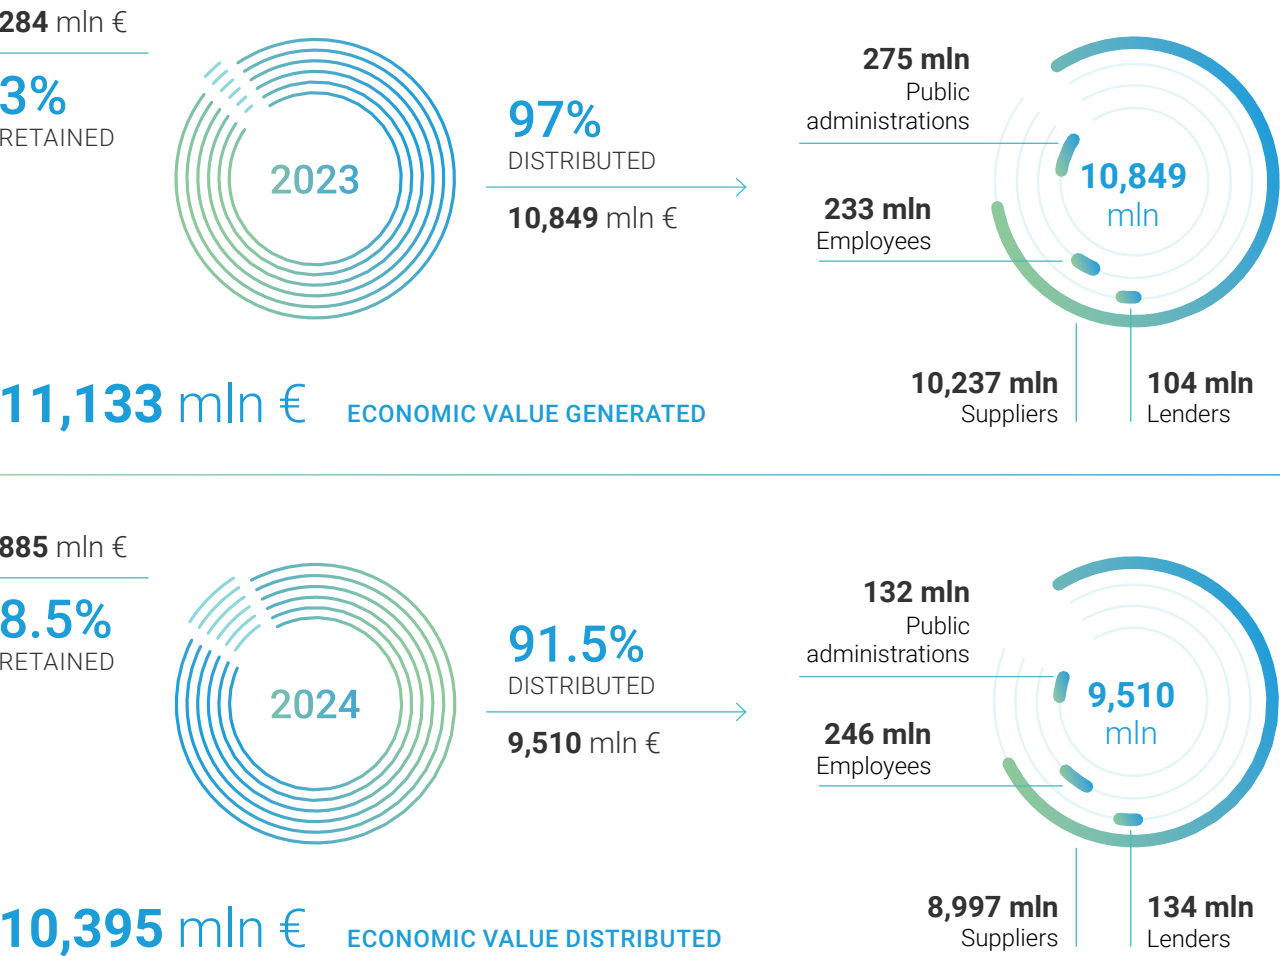 284 mln €
3%
RETAINED
2023
97%
DISTRIBUTED
10,849 mln €
275 mln
Public
administrations
233 mln
Employees
10,849
mln
10,237 mln
Suppliers
104 mln
Lenders
11,133 mln € ECONOMIC VALUE GENERATED
885 mln €
8.5%
RETAINED
2024
91.5%
DISTRIBUTED
9,510 mln €
132 mln
Public
administrations
246 mln
Employees
9,510
mln
8,997 mln
Suppliers
134 mln
Lenders
10,395 mln € ECONOMIC VALUE DISTRIBUTED